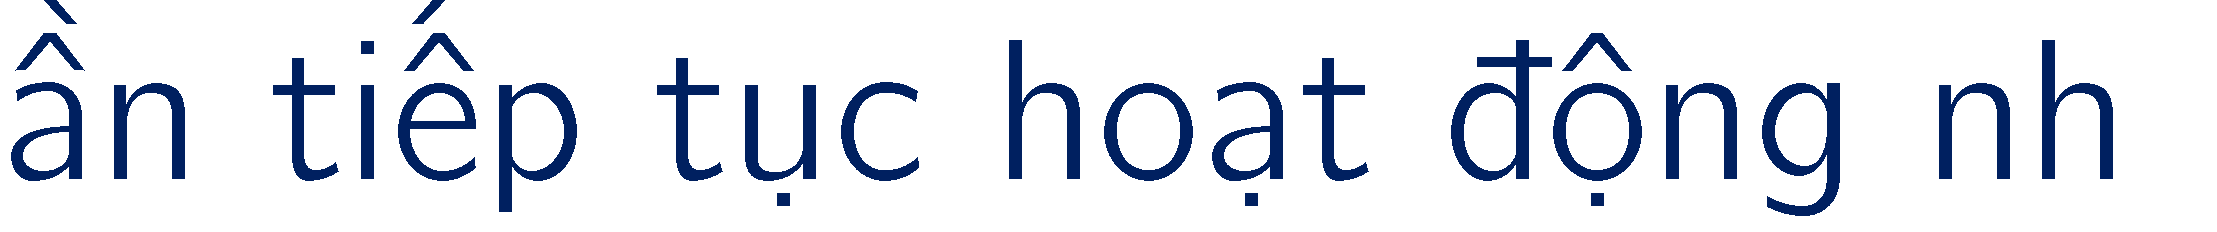 ần tiếp tục hoạt động nh